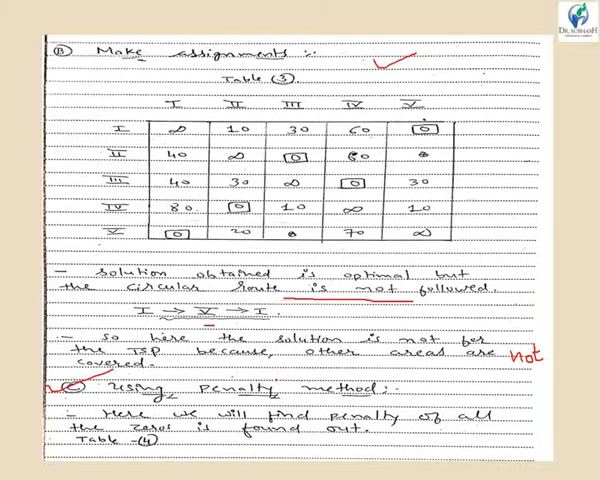 DR. SUBHASH
(B) Make assignments :-
Table (3)
I II III IV V
I ∞ 10 30 60 0
II 40 ∞ 0 60 0
III 40 30 ∞ 0 30
IV 80 0 10 ∞ 10
V 0 20 0 70 ∞
- Solution obtained is optimal but
the circular route is not followed.
I → V → I
- So here the solution is not for
the TSP because, other areas are not
covered.
(C) Using penalty method :-
- Here we will find penalty of all
the zeros is found out.
Table -(4)